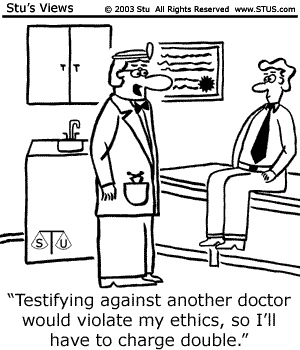 Stu's Views © 2003 Stu All Rights Reserved www.STUS.com
S U
“Testifying against another doctor
would violate my ethics, so I’ll
have to charge double.”